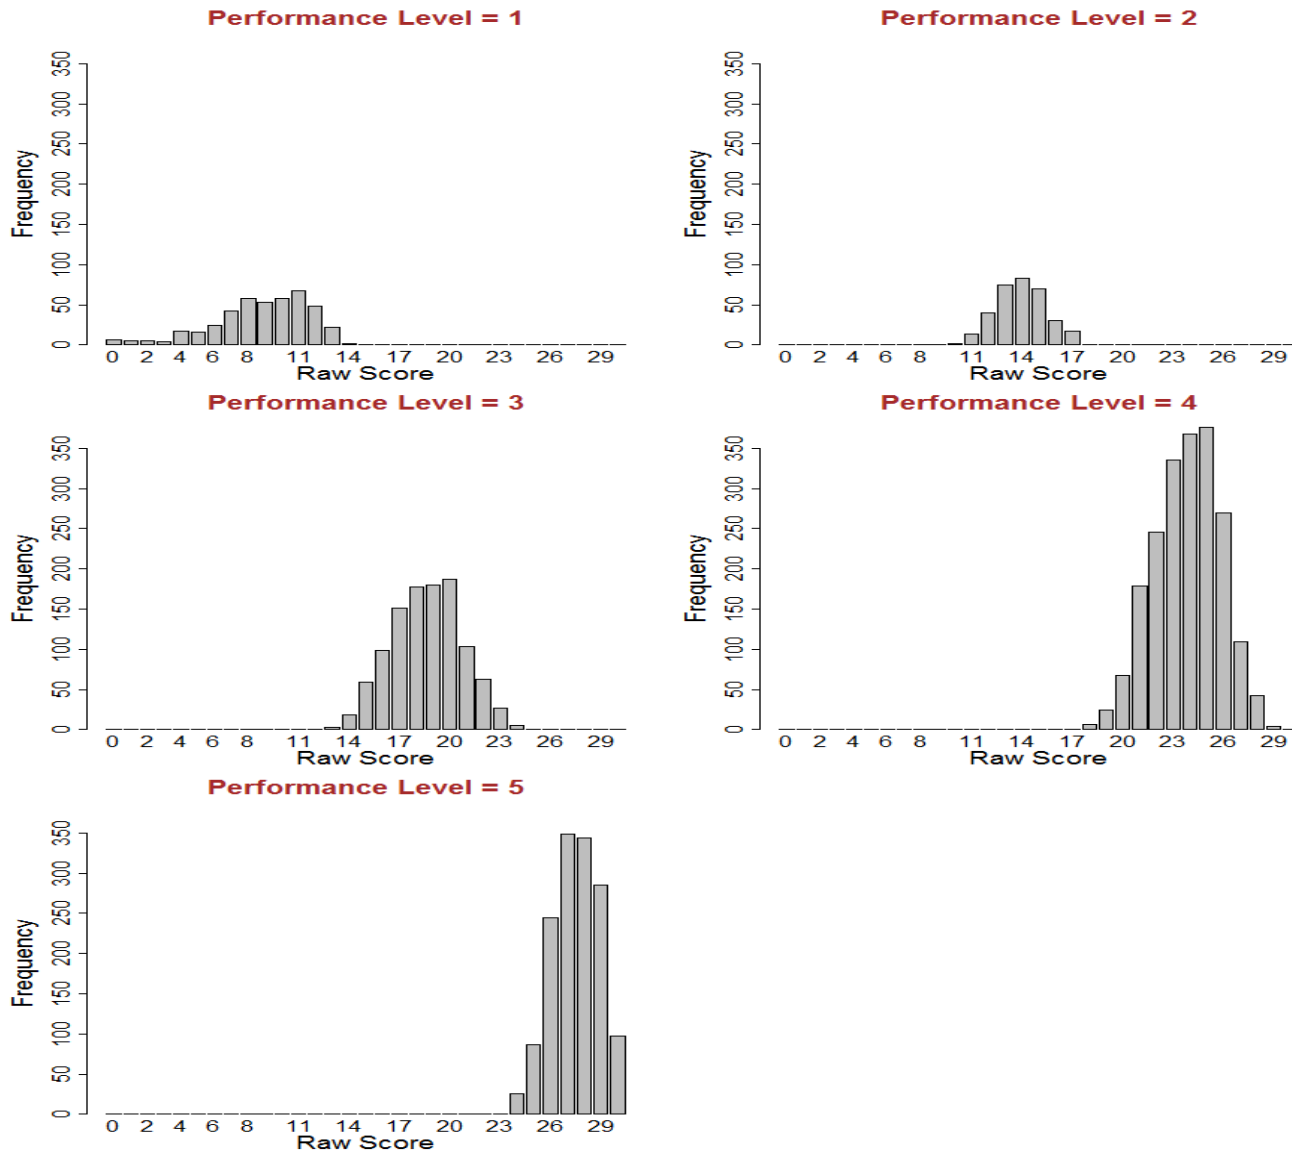 Performance Level = 1
Frequency
0 50 100 150 200 250 300 350
0 2 4 6 8 11 14 17 20 23 26 29
Raw Score
Performance Level = 2
Frequency
0 50 100 150 200 250 300 350
0 2 4 6 8 11 14 17 20 23 26 29
Raw Score
Performance Level = 3
Frequency
0 50 100 150 200 250 300 350
0 2 4 6 8 11 14 17 20 23 26 29
Raw Score
Performance Level = 4
Frequency
0 50 100 150 200 250 300 350
0 2 4 6 8 11 14 17 20 23 26 29
Raw Score
Performance Level = 5
Frequency
0 50 100 150 200 250 300 350
0 2 4 6 8 11 14 17 20 23 26 29
Raw Score